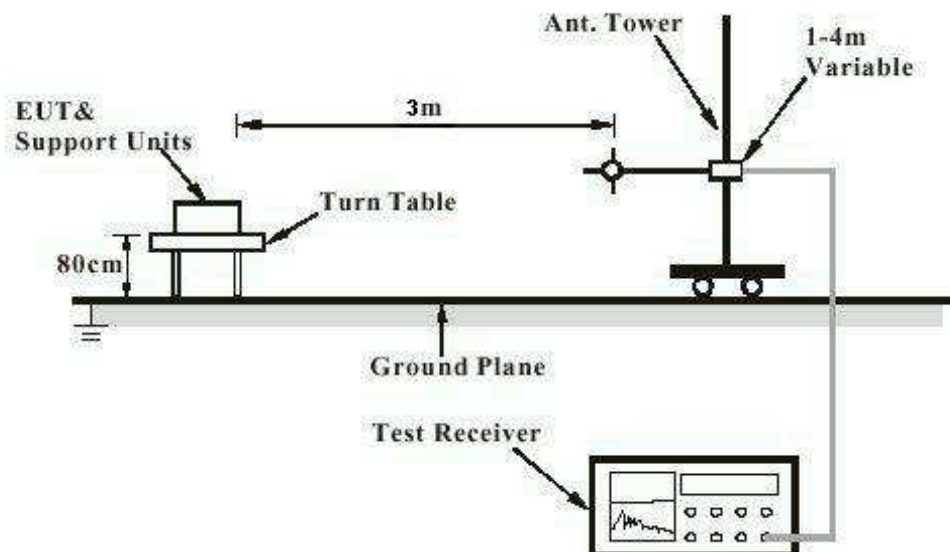 Ant. Tower
1-4m
Variable
EUT&
Support Units
3m
Turn Table
80cm
Ground Plane
Test Receiver